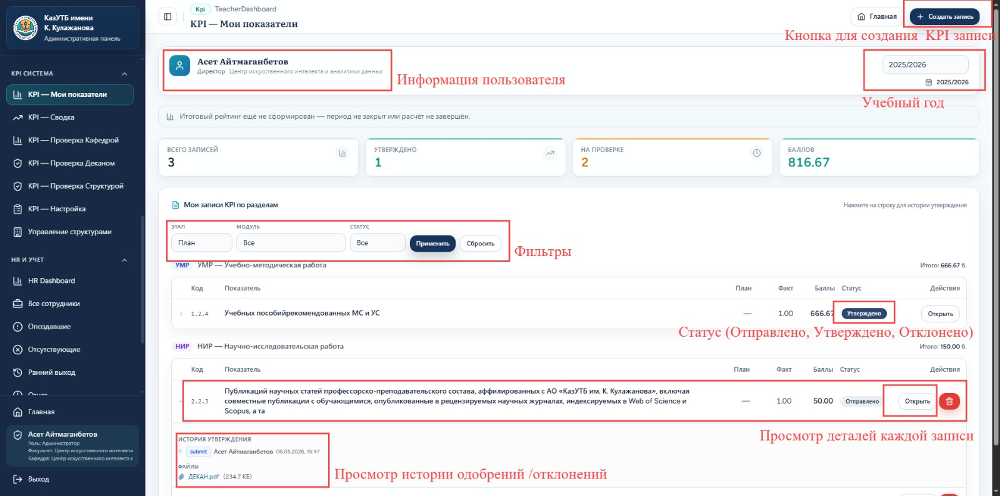 КазУТБ имени
К. Кулажанова
Административная панель
KPI СИСТЕМА
KPI — Мои показатели
KPI — Сводка
KPI — Проверка Кафедрой
KPI — Проверка Деканом
KPI — Проверка Структурой
KPI — Настройка
Управление структурами
HR И УЧЕТ
HR Dashboard
Все сотрудники
Опоздавшие
Отсутствующие
Ранний выход
Главная
Асет Айтмаганбетов
Роль: Администратор
Факультет: Центр искусственного интелекта
Кафедра: Центр искусственного интелекта и
Выход
Kpi TeacherDashboard
KPI — Мои показатели
Главная
+ Создать запись
Кнопка для создания KPI записи
Асет Айтмаганбетов
Директор Центр искусственного интелекта и аналитики данных
Информация пользователя
2025/2026
2025/2026
Учебный год
Итоговый рейтинг ещё не сформирован — период не закрыт или расчёт не завершён.
ВСЕГО ЗАПИСЕЙ
3
УТВЕРЖДЕНО
1
НА ПРОВЕРКЕ
2
БАЛЛОВ
816.67
Мои записи KPI по разделам
Нажмите на строку для истории утверждения
ЭТАП МОДУЛЬ СТАТУС
План Все Все Применить Сбросить
Фильтры
УМР УМР — Учебно-методическая работа Итого: 666.67 б.
Код Показатель План Факт Баллы Статус Действия
1.2.4 Учебных пособийрекомендованных МС и УС — 1.00 666.67 Утверждено Открыть
Статус (Отправлено, Утверждено, Отклонено)
НИР НИР — Научно-исследовательская работа Итого: 150.00 б.
Код Показатель План Факт Баллы Статус Действия
Публикаций научных статей профессорско-преподавательского состава, аффилированных с АО «КазУТБ им. К. Кулажанова», включая
2.2.3 совместные публикации с обучающимися, опубликованные в рецензируемых научных журналах, индексируемых в Web of Science и — 1.00 50.00 Отправлено Открыть
Scopus, а та
Просмотр деталей каждой записи
ИСТОРИЯ УТВЕРЖДЕНИЯ
submit Асет Айтмаганбетов 06.05.2026, 15:47
ФАЙЛЫ
ДЕКАН.pdf (234.7 КБ)
Просмотр истории одобрений /отклонений